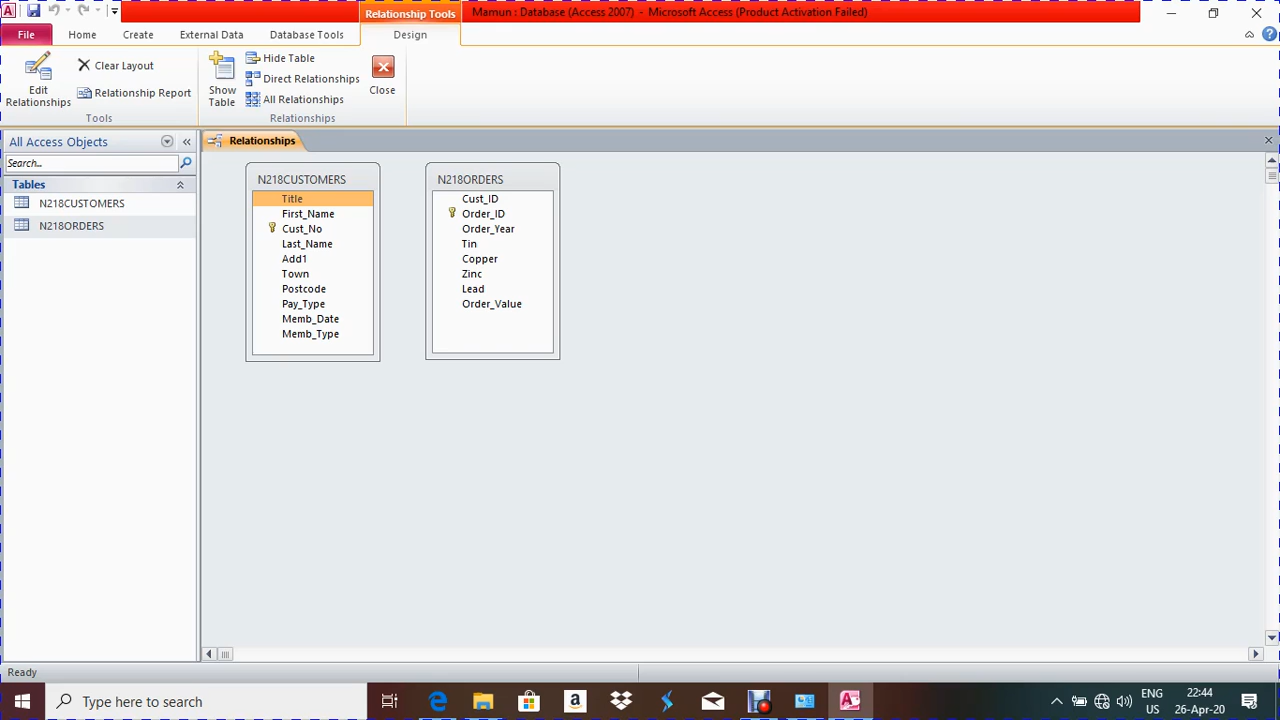 Relationship Tools
Mamun : Database (Access 2007) - Microsoft Access (Product Activation Failed)
File
Home
Create
External Data
Database Tools
Design
Edit
Relationships
Clear Layout
Relationship Report
Tools
Show
Table
Hide Table
Direct Relationships
All Relationships
Relationships
Close
All Access Objects
Search...
Tables
N218CUSTOMERS
N218ORDERS
Relationships
N218CUSTOMERS
Title
First_Name
Cust_No
Last_Name
Add1
Town
Postcode
Pay_Type
Memb_Date
Memb_Type
N218ORDERS
Cust_ID
Order_ID
Order_Year
Tin
Copper
Zinc
Lead
Order_Value
Ready
Type here to search
ENG
US
22:44
26-Apr-20